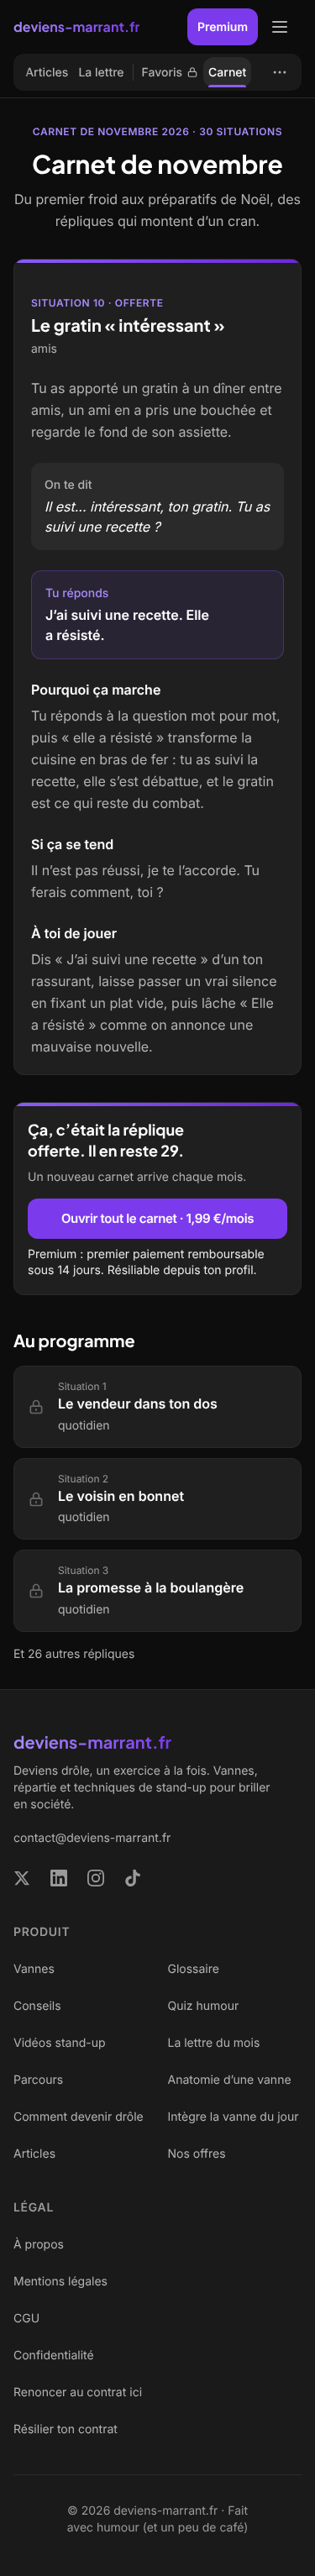 deviens-marrant.fr
Premium
Articles
La lettre
Favoris
Carnet
CARNET DE NOVEMBRE 2026 · 30 SITUATIONS
Carnet de novembre
Du premier froid aux préparatifs de Noël, des
répliques qui montent d’un cran.
SITUATION 10 · OFFERTE
Le gratin « intéressant »
amis
Tu as apporté un gratin à un dîner entre
amis, un ami en a pris une bouchée et
regarde le fond de son assiette.
On te dit
Il est… intéressant, ton gratin. Tu as
suivi une recette ?
Tu réponds
J’ai suivi une recette. Elle
a résisté.
Pourquoi ça marche
Tu réponds à la question mot pour mot,
puis « elle a résisté » transforme la
cuisine en bras de fer : tu as suivi la
recette, elle s’est débattue, et le gratin
est ce qui reste du combat.
Si ça se tend
Il n’est pas réussi, je te l’accorde. Tu
ferais comment, toi ?
À toi de jouer
Dis « J’ai suivi une recette » d’un ton
rassurant, laisse passer un vrai silence
en fixant un plat vide, puis lâche « Elle
a résisté » comme on annonce une
mauvaise nouvelle.
Ça, c’était la réplique
offerte. Il en reste 29.
Un nouveau carnet arrive chaque mois.
Ouvrir tout le carnet · 1,99 €/mois
Premium : premier paiement remboursable
sous 14 jours. Résiliable depuis ton profil.
Au programme
Situation 1
Le vendeur dans ton dos
quotidien
Situation 2
Le voisin en bonnet
quotidien
Situation 3
La promesse à la boulangère
quotidien
Et 26 autres répliques
deviens-marrant.fr
Deviens drôle, un exercice à la fois. Vannes,
répartie et techniques de stand-up pour briller
en société.
contact@deviens-marrant.fr
PRODUIT
Vannes
Glossaire
Conseils
Quiz humour
Vidéos stand-up
La lettre du mois
Parcours
Anatomie d’une vanne
Comment devenir drôle
Intègre la vanne du jour
Articles
Nos offres
LÉGAL
À propos
Mentions légales
CGU
Confidentialité
Renoncer au contrat ici
Résilier ton contrat
© 2026 deviens-marrant.fr · Fait
avec humour (et un peu de café)